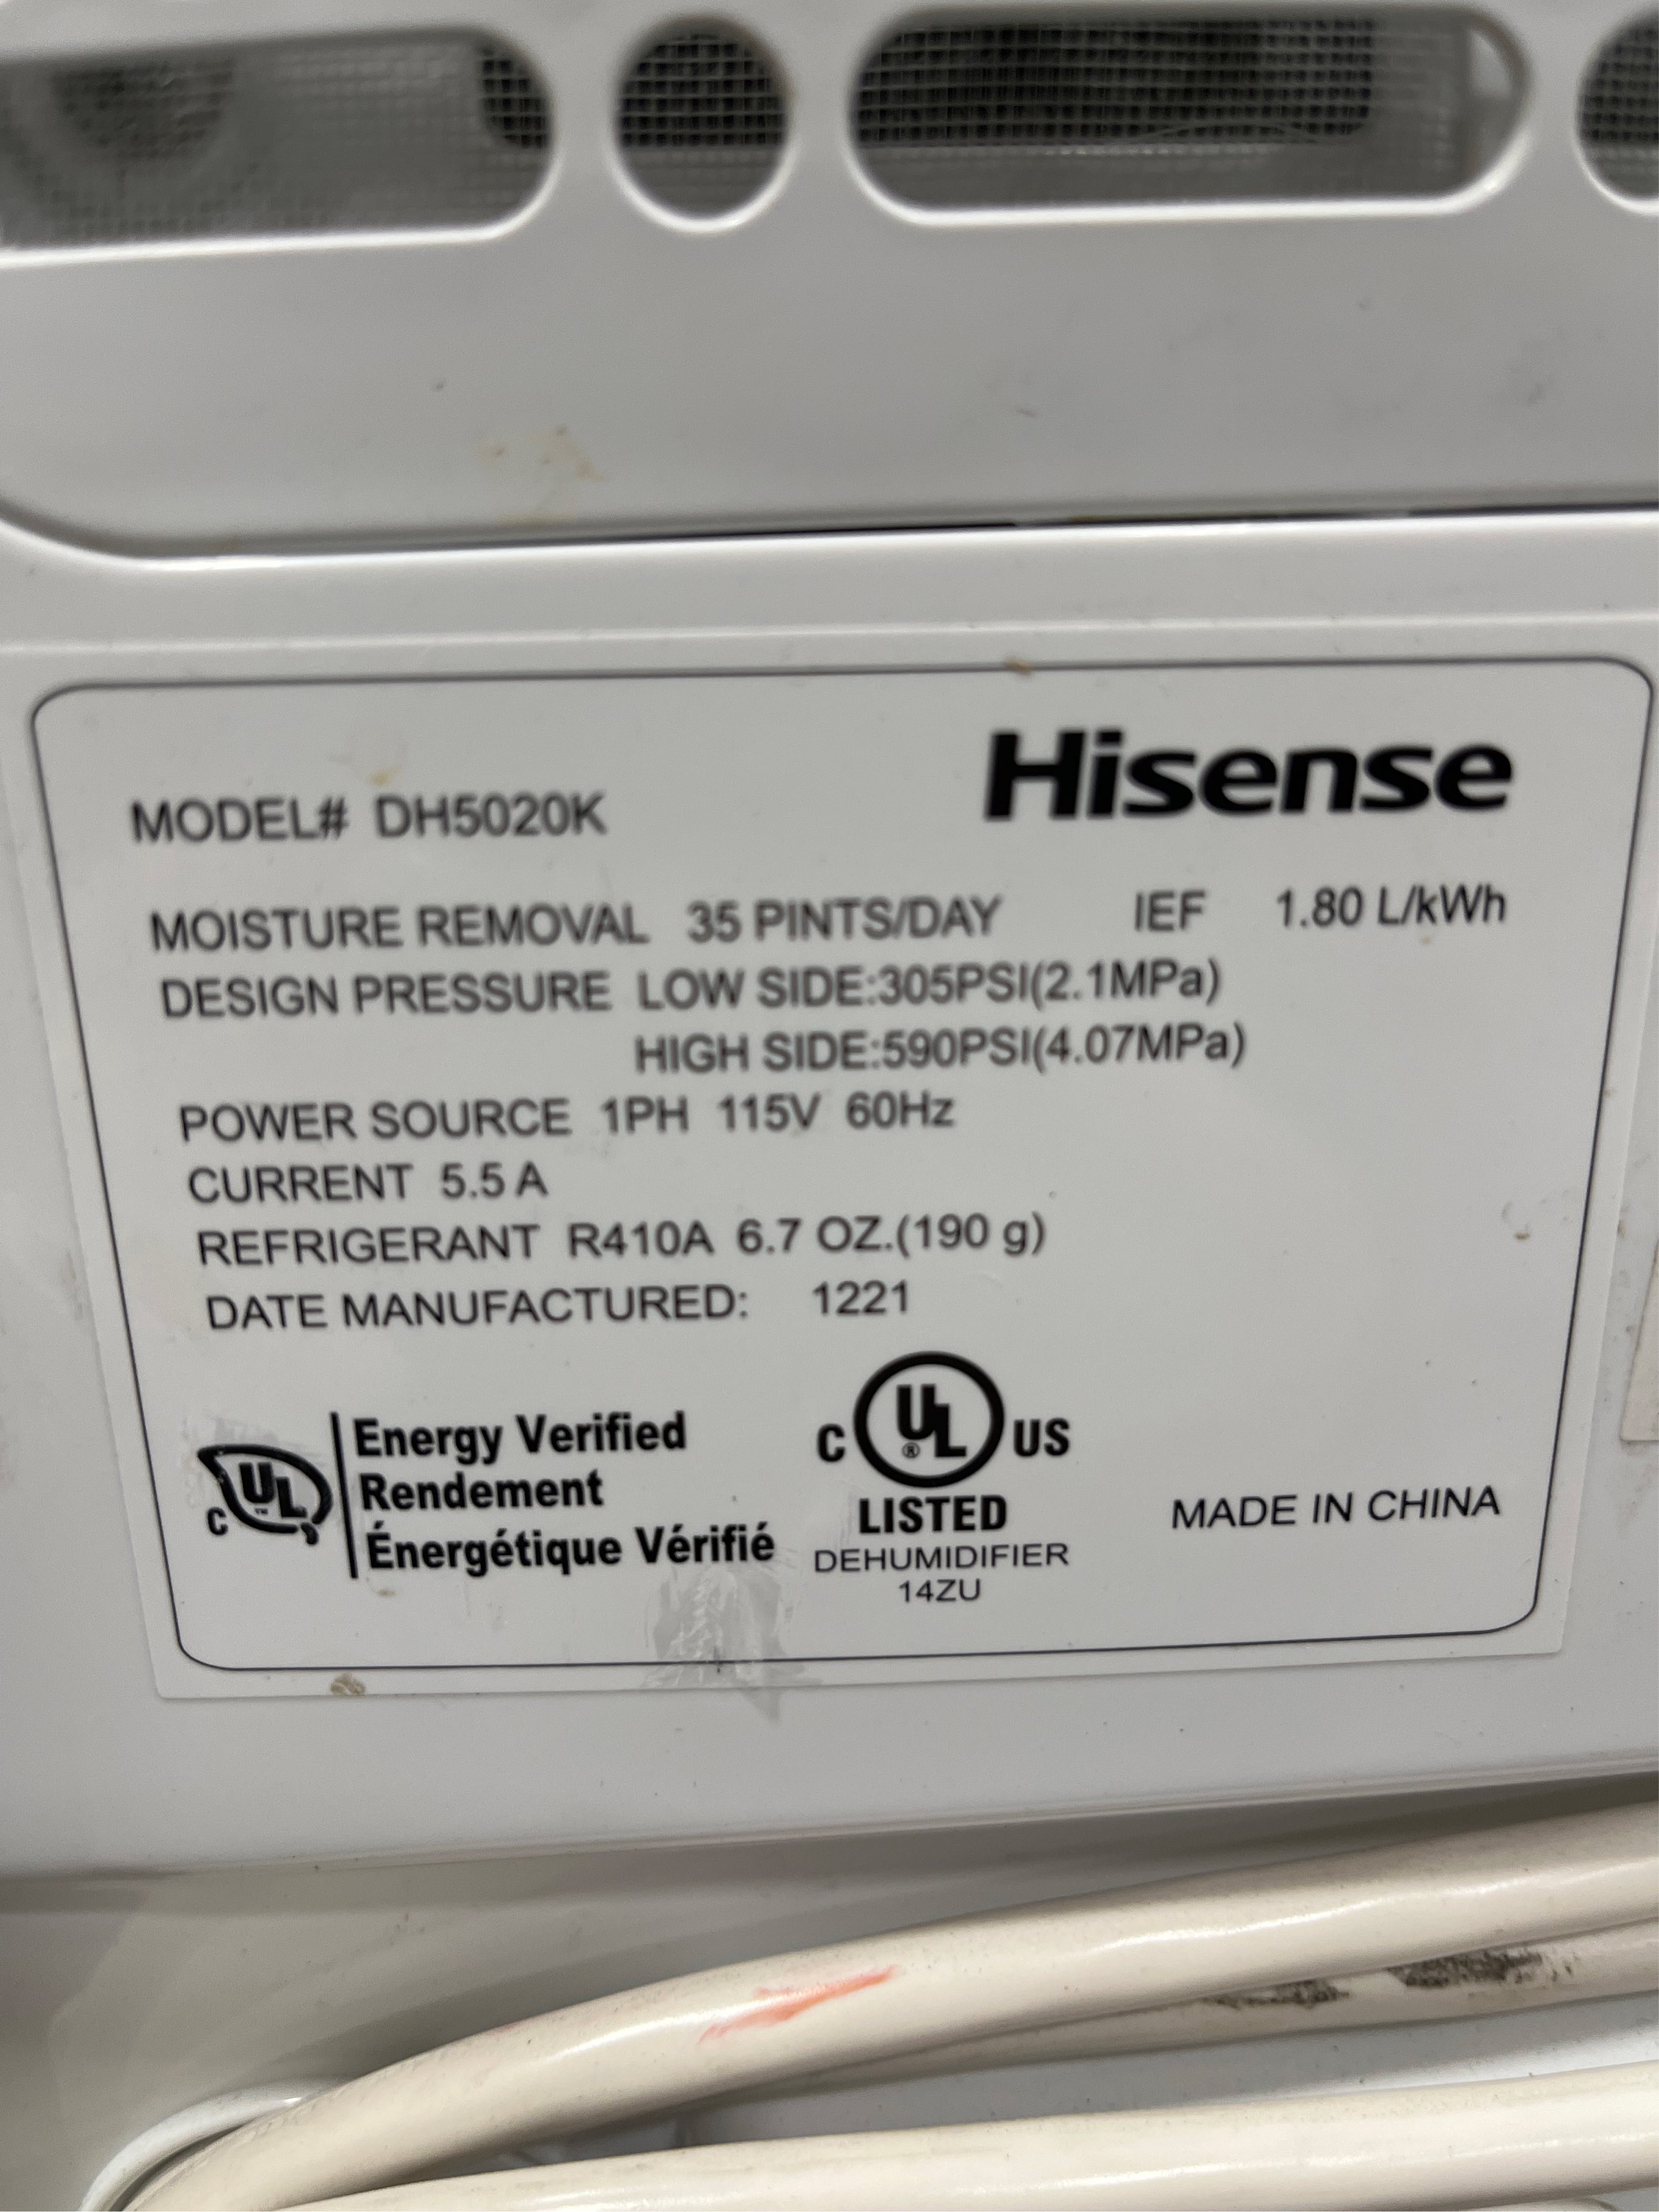 Hisense
MODEL# DH5020K
MOISTURE REMOVAL 35 PINTS/DAY IEF 1.80 L/kWh
DESIGN PRESSURE LOW SIDE:305PSI(2.1MPa)
HIGH SIDE:590PSI(4.07MPa)
POWER SOURCE 1PH 115V 60Hz
CURRENT 5.5 A
REFRIGERANT R410A 6.7 OZ.(190 g)
DATE MANUFACTURED: 1221
C UL ™
Energy Verified
Rendement
Énergétique Vérifié
C UL ® US
LISTED
DEHUMIDIFIER
14ZU
MADE IN CHINA